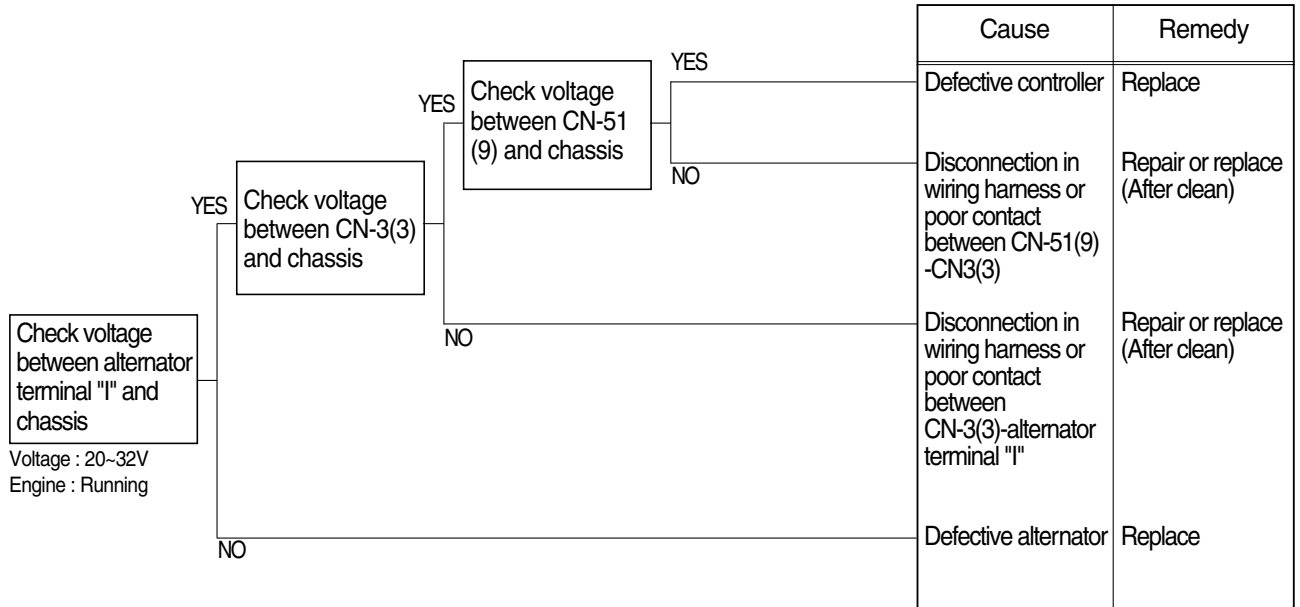 Cause
Remedy
YES
Check voltage
between CN-51
(9) and chassis
Defective controller
Replace
YES
NO
Disconnection in
wiring harness or
poor contact
between CN-51(9)
-CN3(3)
Repair or replace
(After clean)
YES
Check voltage
between CN-3(3)
and chassis
NO
Disconnection in
wiring harness or
poor contact
between
CN-3(3)-alternator
terminal "I"
Repair or replace
(After clean)
Check voltage
between alternator
terminal "I" and
chassis
Voltage : 20~32V
Engine : Running
NO
Defective alternator
Replace